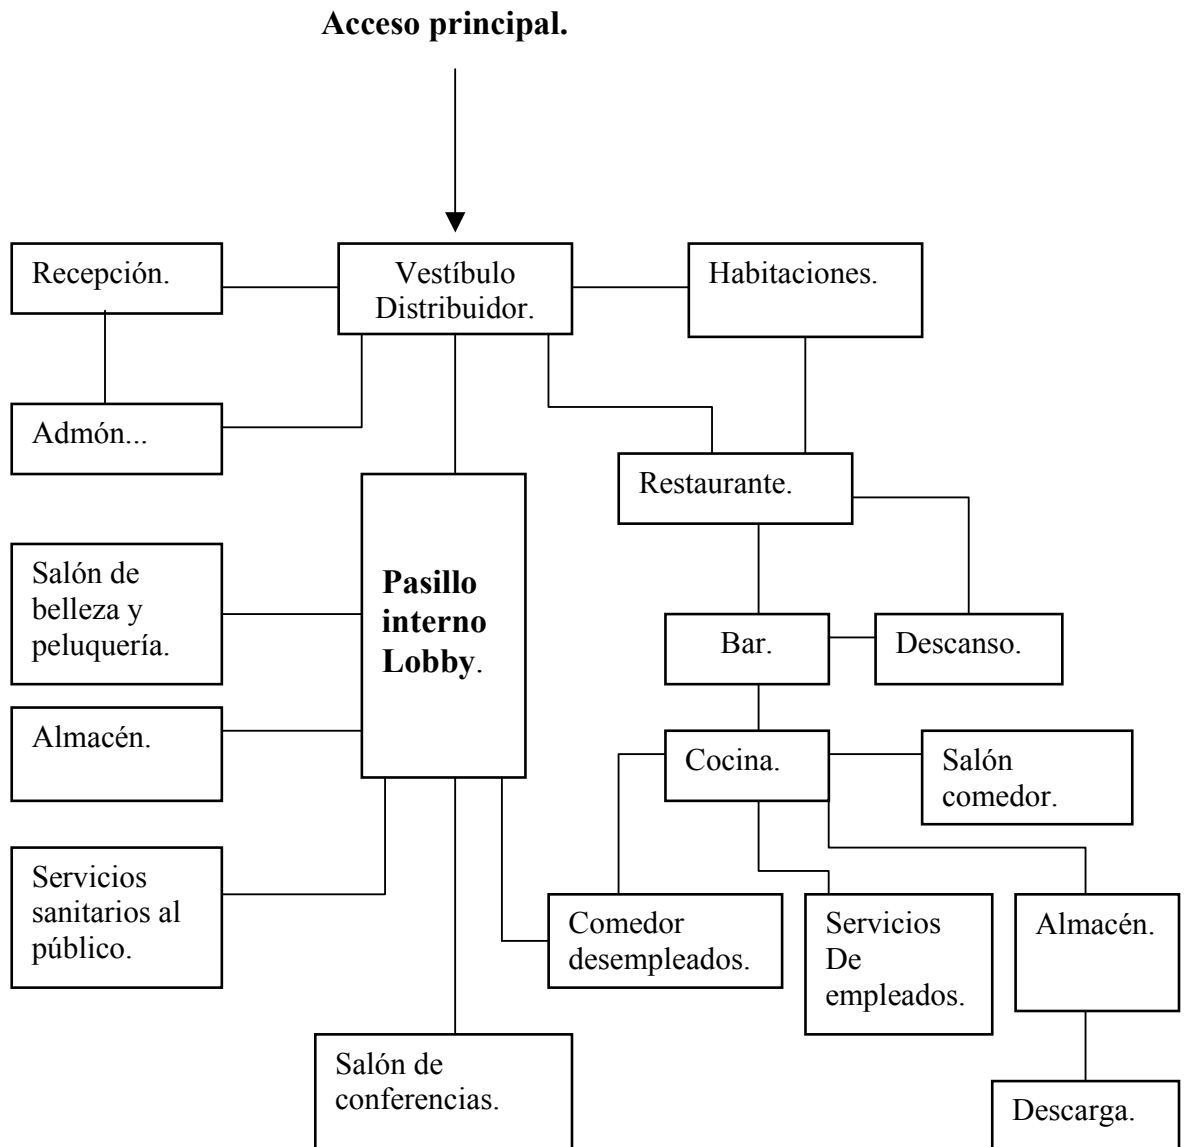 Acceso principal.
Recepción.
Vestíbulo
Distribuidor.
Habitaciones.
Admón...
Restaurante.
Salón de
belleza y
peluquería.
Pasillo
interno
Lobby.
Bar.
Descanso.
Almacén.
Cocina.
Salón
comedor.
Servicios
sanitarios al
público.
Comedor
desempleados.
Servicios
De
empleados.
Almacén.
Salón de
conferencias.
Descarga.